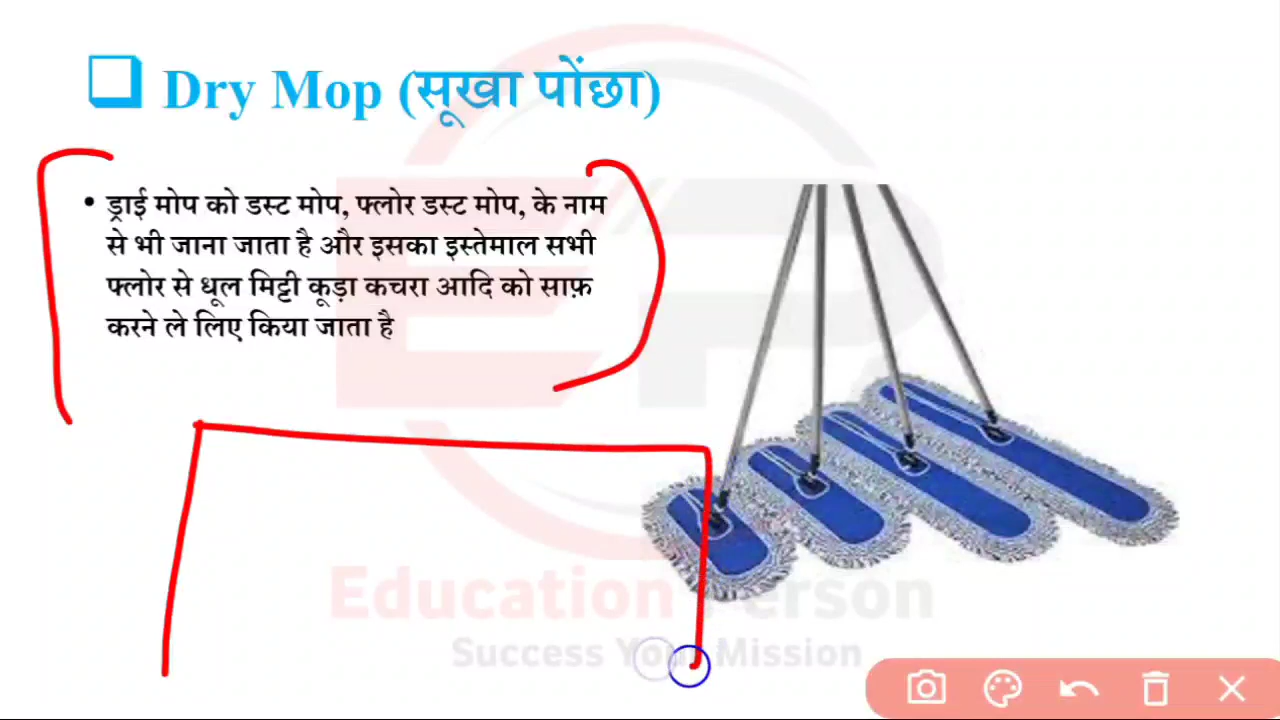 Dry Mop (सूखा पोंछा)
• ड्राई मोप को डस्ट मोप, फ्लोर डस्ट मोप, के नाम
से भी जाना जाता है और इसका इस्तेमाल सभी
फ्लोर से धूल मिट्टी कूड़ा कचरा आदि को साफ़
करने ले लिए किया जाता है
Education Person
Success Your Mission